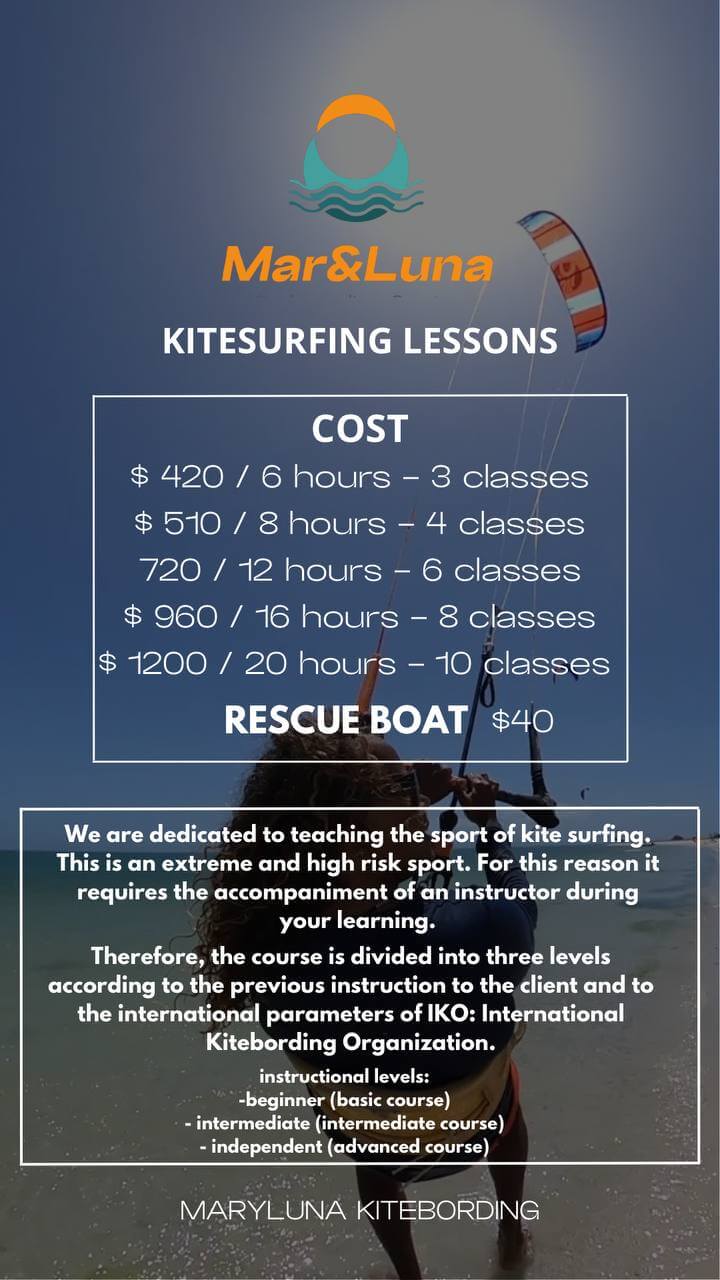 Mar&Luna
KITESURFING LESSONS
COST
$ 420 / 6 hours – 3 classes
$ 510 / 8 hours – 4 classes
720 / 12 hours – 6 classes
$ 960 / 16 hours – 8 classes
$ 1200 / 20 hours – 10 classes
RESCUE BOAT $40
We are dedicated to teaching the sport of kite surfing.
This is an extreme and high risk sport. For this reason it
requires the accompaniment of an instructor during
your learning.
Therefore, the course is divided into three levels
according to the previous instruction to the client and to
the international parameters of IKO: International
Kitebording Organization.
instructional levels:
-beginner (basic course)
- intermediate (intermediate course)
- independent (advanced course)
MARYLUNA KITEBORDING